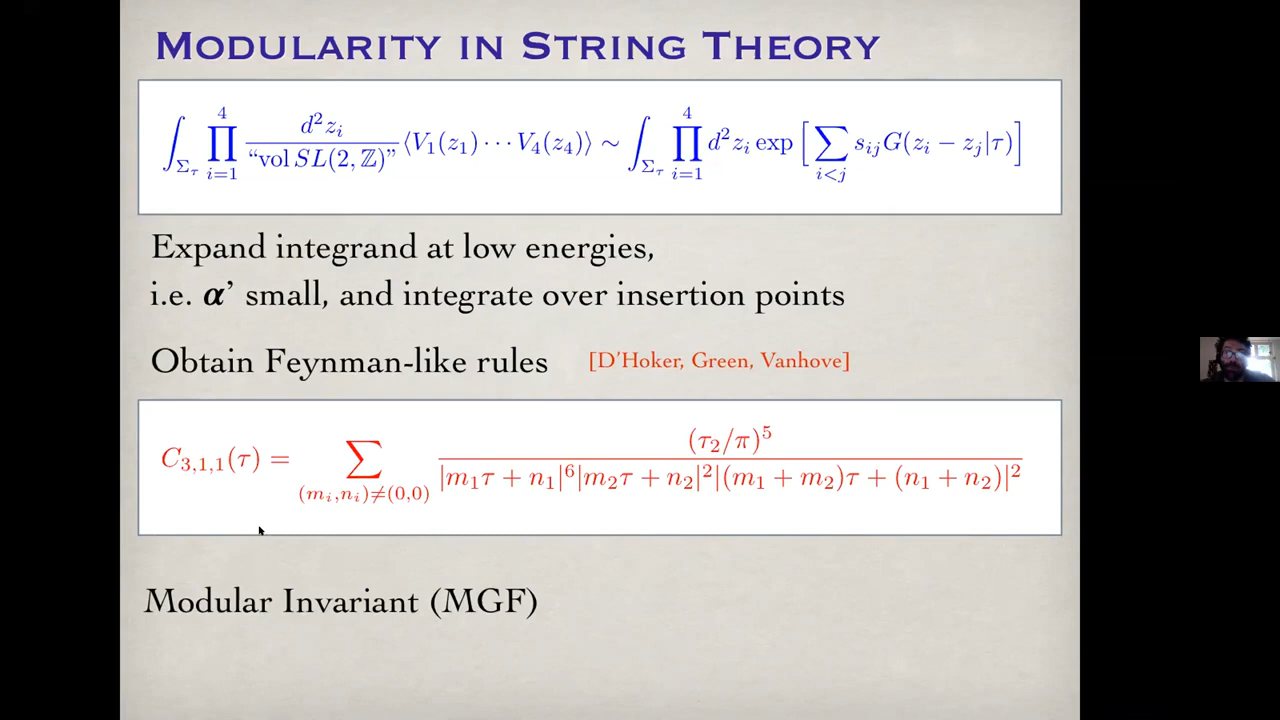 MODULARITY IN STRING THEORY
∫_{Σ_τ} ∏_{i=1}^{4} d²z_i / “vol SL(2,ℤ)” ⟨V_1(z_1) ··· V_4(z_4)⟩ ∼ ∫_{Σ_τ} ∏_{i=1}^{4} d²z_i exp [ ∑_{i<j} s_{ij} G(z_i − z_j|τ) ]
Expand integrand at low energies,
i.e. α’ small, and integrate over insertion points
Obtain Feynman-like rules [D'Hoker, Green, Vanhove]
C_{3,1,1}(τ) = ∑_{(m_i,n_i)≠(0,0)} (τ_2/π)^5 / |m_1τ + n_1|^6|m_2τ + n_2|^2|(m_1 + m_2)τ + (n_1 + n_2)|^2
Modular Invariant (MGF)